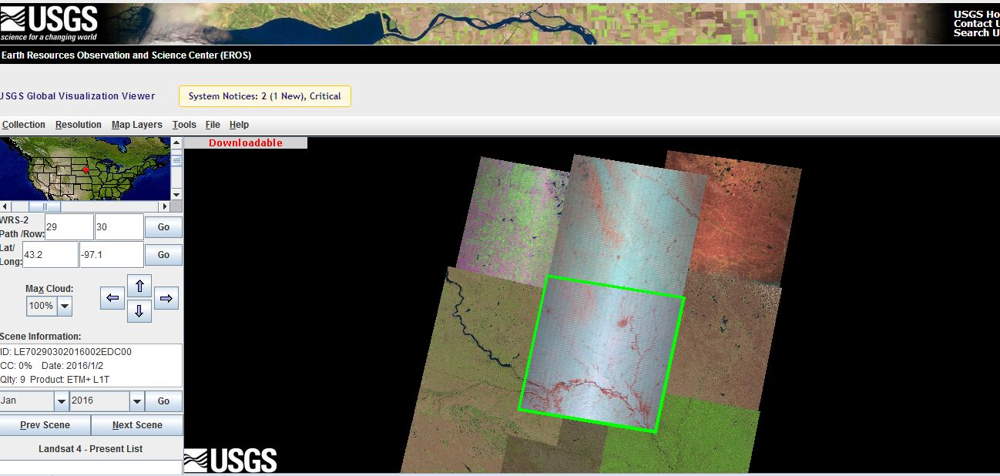 USGS
science for a changing world
USGS Ho
Contact U
Search U
Earth Resources Observation and Science Center (EROS)
USGS Global Visualization Viewer
System Notices: 2 (1 New), Critical
Collection Resolution Map Layers Tools File Help
Downloadable
WRS-2
Path /Row: 29 30 Go
Lat/
Long: 43.2 -97.1 Go
Max Cloud:
100%
Scene Information:
ID: LE70290302016002EDC00
CC: 0% Date: 2016/1/2
Qlty: 9 Product: ETM+ L1T
Jan 2016 Go
Prev Scene Next Scene
Landsat 4 - Present List
USGS